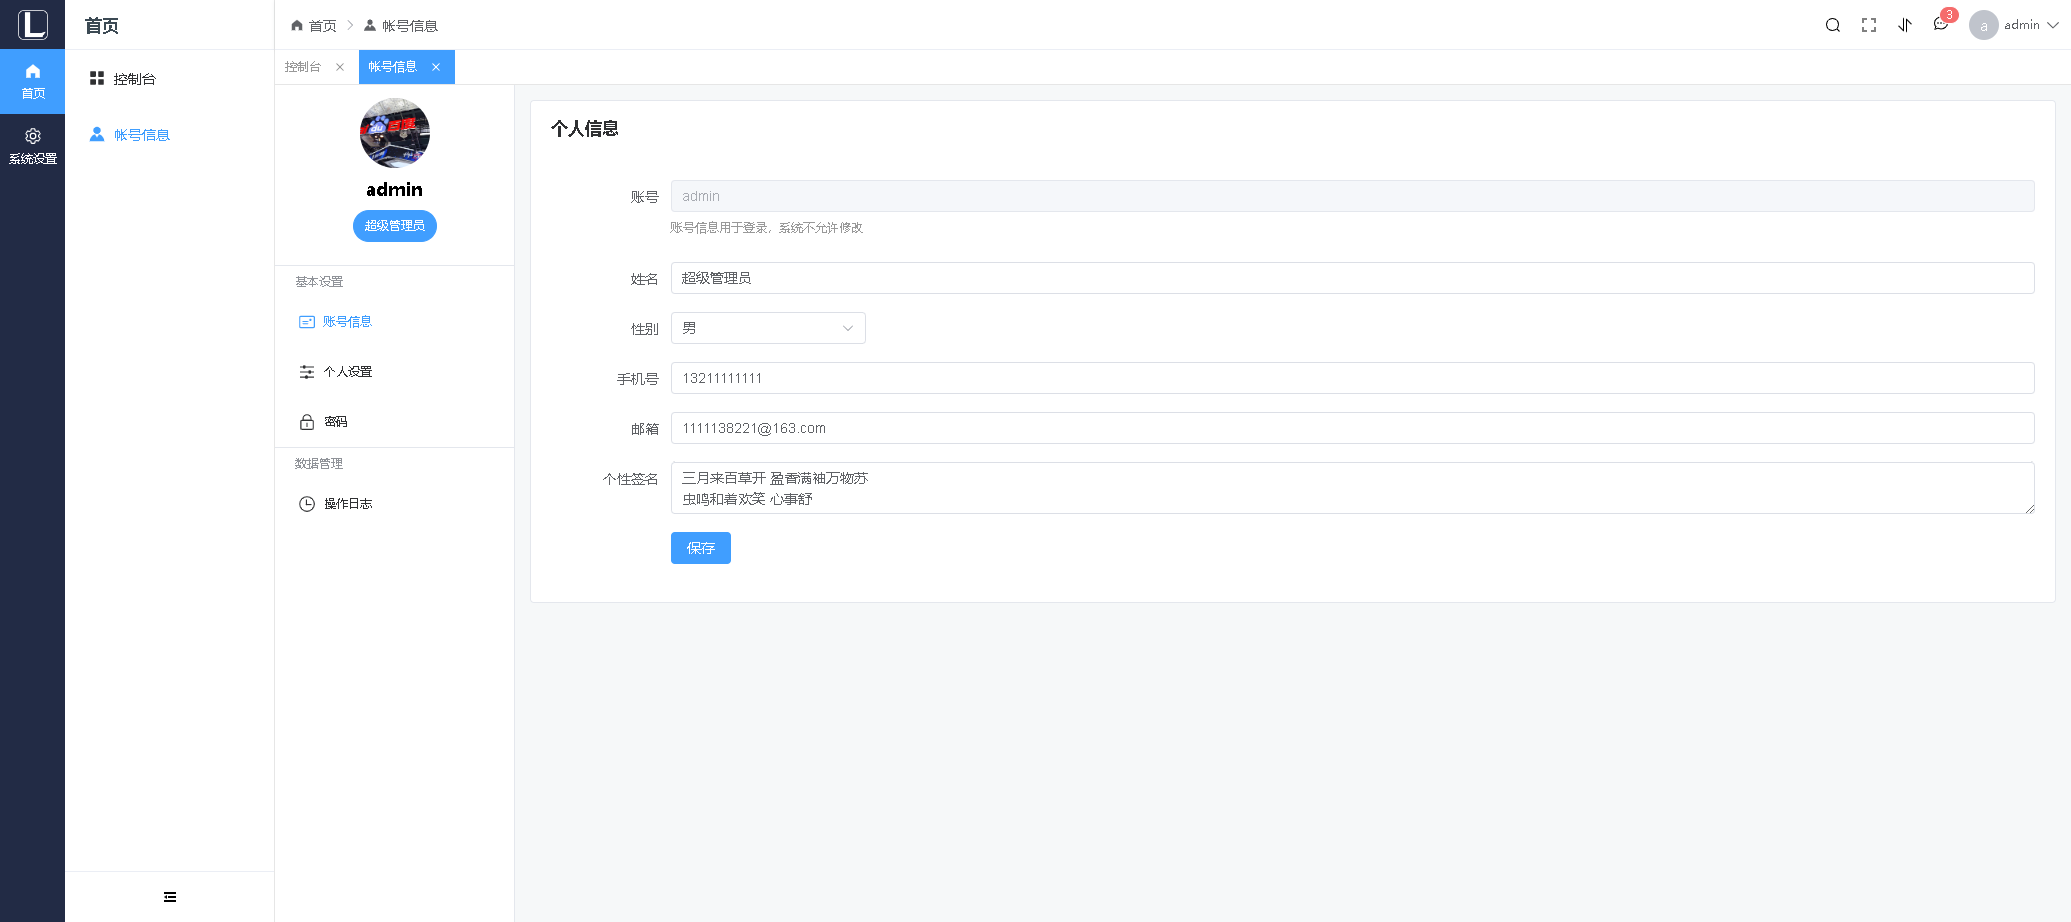 L
首页
首页
帐号信息
3
a
admin
首页
系统设置
控制台
帐号信息
控制台
帐号信息
du百度
admin
超级管理员
基本设置
账号信息
个人设置
密码
数据管理
操作日志
个人信息
账号
admin
账号信息用于登录，系统不允许修改
姓名
超级管理员
性别
男
手机号
13211111111
邮箱
1111138221@163.com
个性签名
三月来百草开 盈香满袖万物苏
虫鸣和着欢笑 心事舒
保存